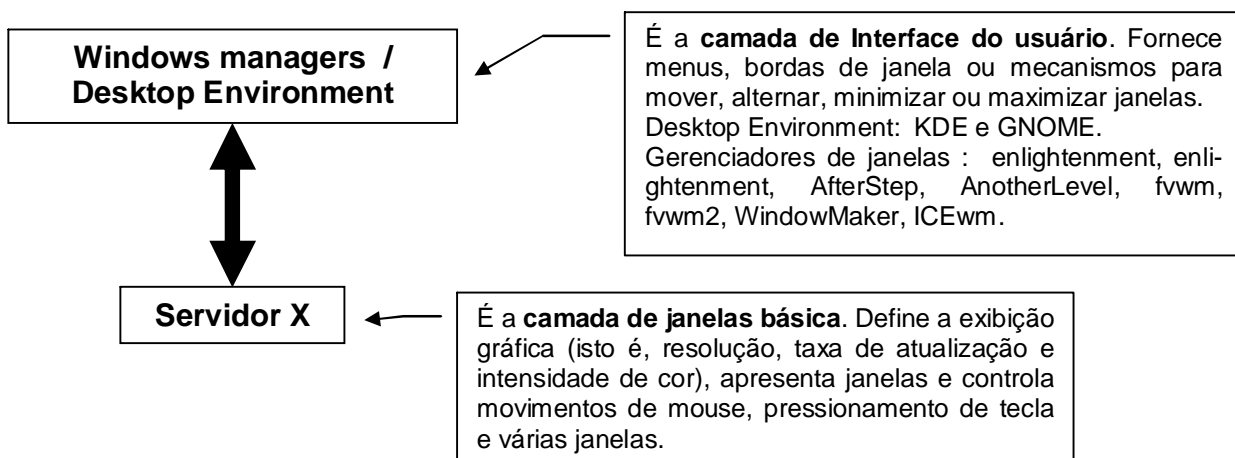 Windows managers /
Desktop Environment
É a camada de Interface do usuário. Fornece
menus, bordas de janela ou mecanismos para
mover, alternar, minimizar ou maximizar janelas.
Desktop Environment: KDE e GNOME.
Gerenciadores de janelas : enlightenment, enli-
ghtenment, AfterStep, AnotherLevel, fvwm,
fvwm2, WindowMaker, ICEwm.
Servidor X
É a camada de janelas básica. Define a exibição
gráfica (isto é, resolução, taxa de atualização e
intensidade de cor), apresenta janelas e controla
movimentos de mouse, pressionamento de tecla
e várias janelas.